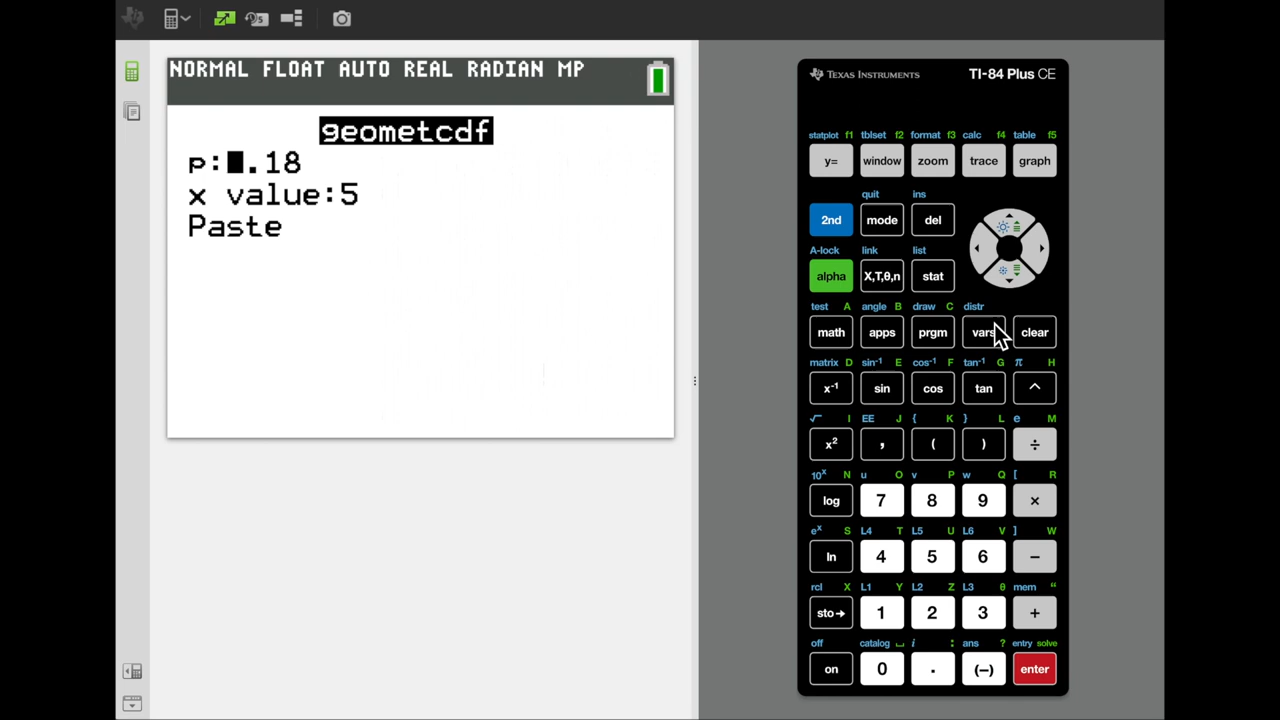 NORMAL FLOAT AUTO REAL RADIAN MP
geometcdf
p:0.18
x value:5
Paste
TEXAS INSTRUMENTS TI-84 Plus CE
statplot f1 tblset f2 format f3 calc f4 table f5
y= window zoom trace graph
quit ins
2nd mode del
A-lock link list
alpha X,T,θ,n stat
test A angle B draw C distr
math apps prgm vars clear
matrix D sin⁻¹ E cos⁻¹ F tan⁻¹ G π H
x⁻¹ sin cos tan ^
√ I EE J { K } L e M
x² , ( ) ÷
10ˣ N u O v P w Q [ R
log 7 8 9 ×
eˣ S L4 T L5 U L6 V ] W
ln 4 5 6 −
rcl X L1 Y L2 Z L3 θ mem “
sto→ 1 2 3 +
off catalog ⎵ i : ans ? entry solve
on 0 . (−) enter